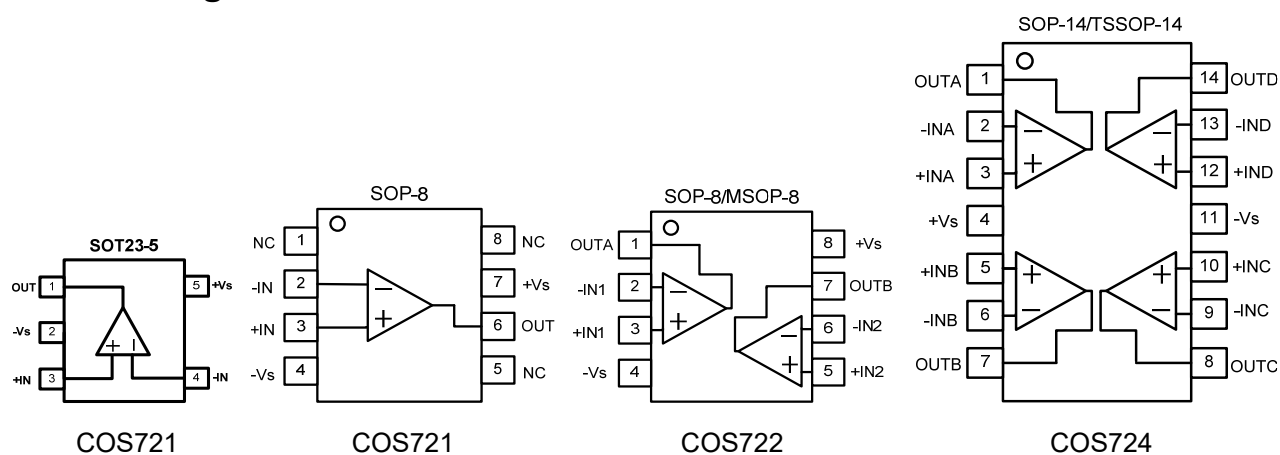 g
SOT23-5
OUT 1
-Vs 2
+IN 3
5 +Vs
4 -IN
COS721
SOP-8
NC 1
-IN 2
+IN 3
-Vs 4
8 NC
7 +Vs
6 OUT
5 NC
COS721
SOP-8/MSOP-8
OUTA 1
-IN1 2
+IN1 3
-Vs 4
8 +Vs
7 OUTB
6 -IN2
5 +IN2
COS722
SOP-14/TSSOP-14
OUTA 1
-INA 2
+INA 3
+Vs 4
+INB 5
-INB 6
OUTB 7
14 OUTD
13 -IND
12 +IND
11 -Vs
10 +INC
9 -INC
8 OUTC
COS724